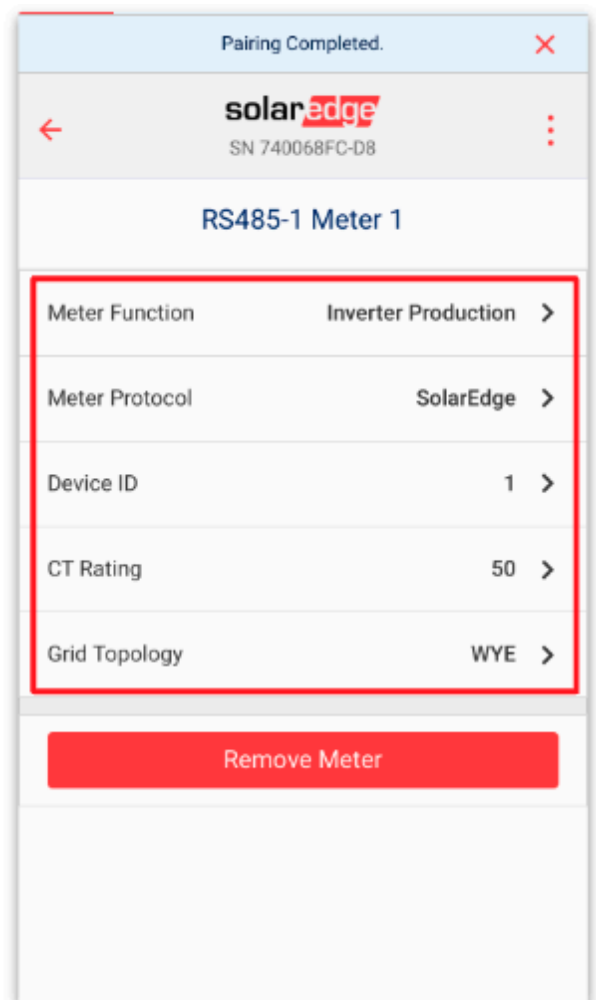 Pairing Completed.
solaredge
SN 740068FC-D8
RS485-1 Meter 1
Meter Function Inverter Production
Meter Protocol SolarEdge
Device ID 1
CT Rating 50
Grid Topology WYE
Remove Meter